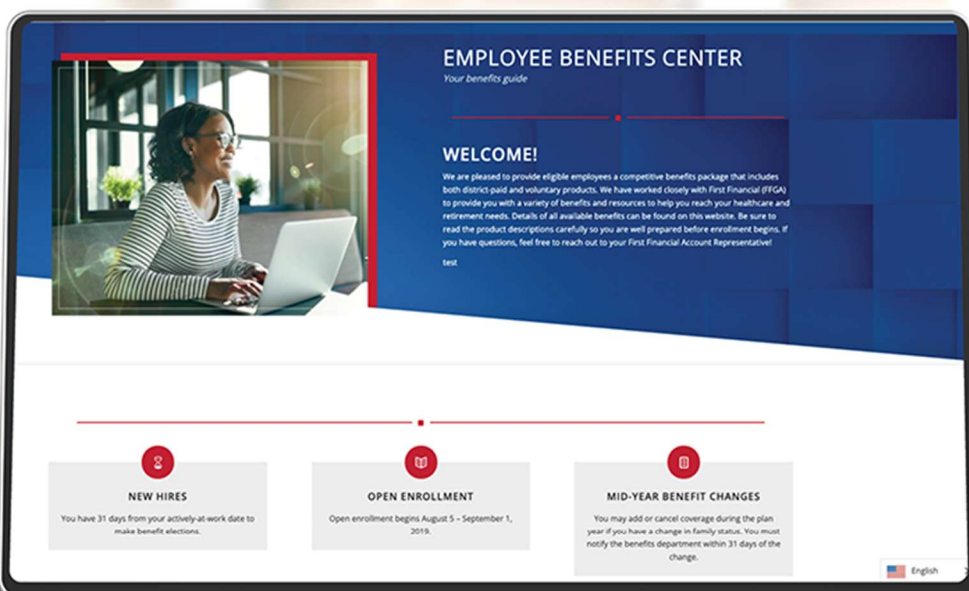 EMPLOYEE BENEFITS CENTER
Your benefits guide
WELCOME!
We are pleased to provide eligible employees a competitive benefits package that includes
both district-paid and voluntary products. We have worked closely with First Financial (FFGA)
to provide you with a variety of benefits and resources to help you reach your healthcare and
retirement needs. Details of all available benefits can be found on this website. Be sure to
read the product descriptions carefully so you are well prepared before enrollment begins. If
you have questions, feel free to reach out to your First Financial Account Representative!
test
NEW HIRES
You have 31 days from your actively-at-work date to
make benefit elections.
OPEN ENROLLMENT
Open enrollment begins August 5 – September 1,
2019.
MID-YEAR BENEFIT CHANGES
You may add or cancel coverage during the plan
year if you have a change in family status. You must
notify the benefits department within 31 days of the
change.
English